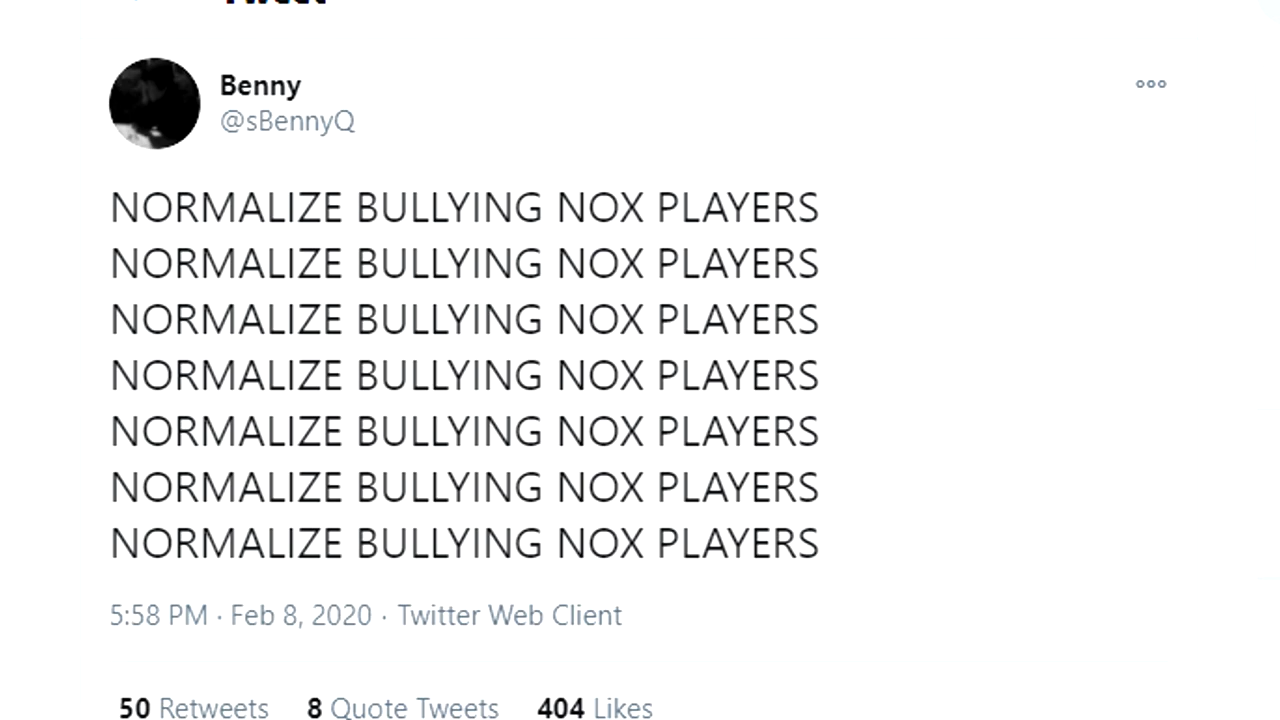 Tweet
Benny
@sBennyQ
NORMALIZE BULLYING NOX PLAYERS
NORMALIZE BULLYING NOX PLAYERS
NORMALIZE BULLYING NOX PLAYERS
NORMALIZE BULLYING NOX PLAYERS
NORMALIZE BULLYING NOX PLAYERS
NORMALIZE BULLYING NOX PLAYERS
NORMALIZE BULLYING NOX PLAYERS
5:58 PM · Feb 8, 2020 · Twitter Web Client
50 Retweets 8 Quote Tweets 404 Likes